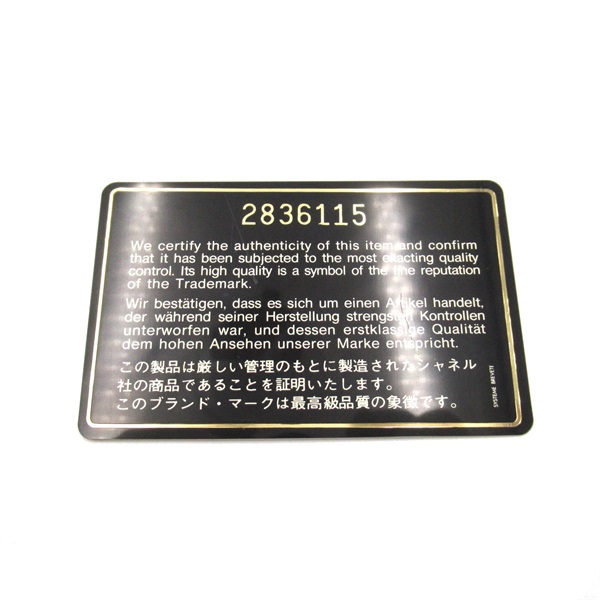 2836115
We certify the authenticity of this item and confirm
that it has been subjected to the most exacting quality
control. Its high quality is a symbol of the fine reputation
of the Trademark.
Wir bestätigen, dass es sich um einen Artikel handelt,
der während seiner Herstellung strengsten Kontrollen
unterworfen war, und dessen erstklassige Qualität
dem hohen Ansehen unserer Marke entspricht.
この製品は厳しい管理のもとに製造されたシャネル
社の商品であることを証明いたします。
このブランド・マークは最高級品質の象徴です。
SYSTEME BREVETE